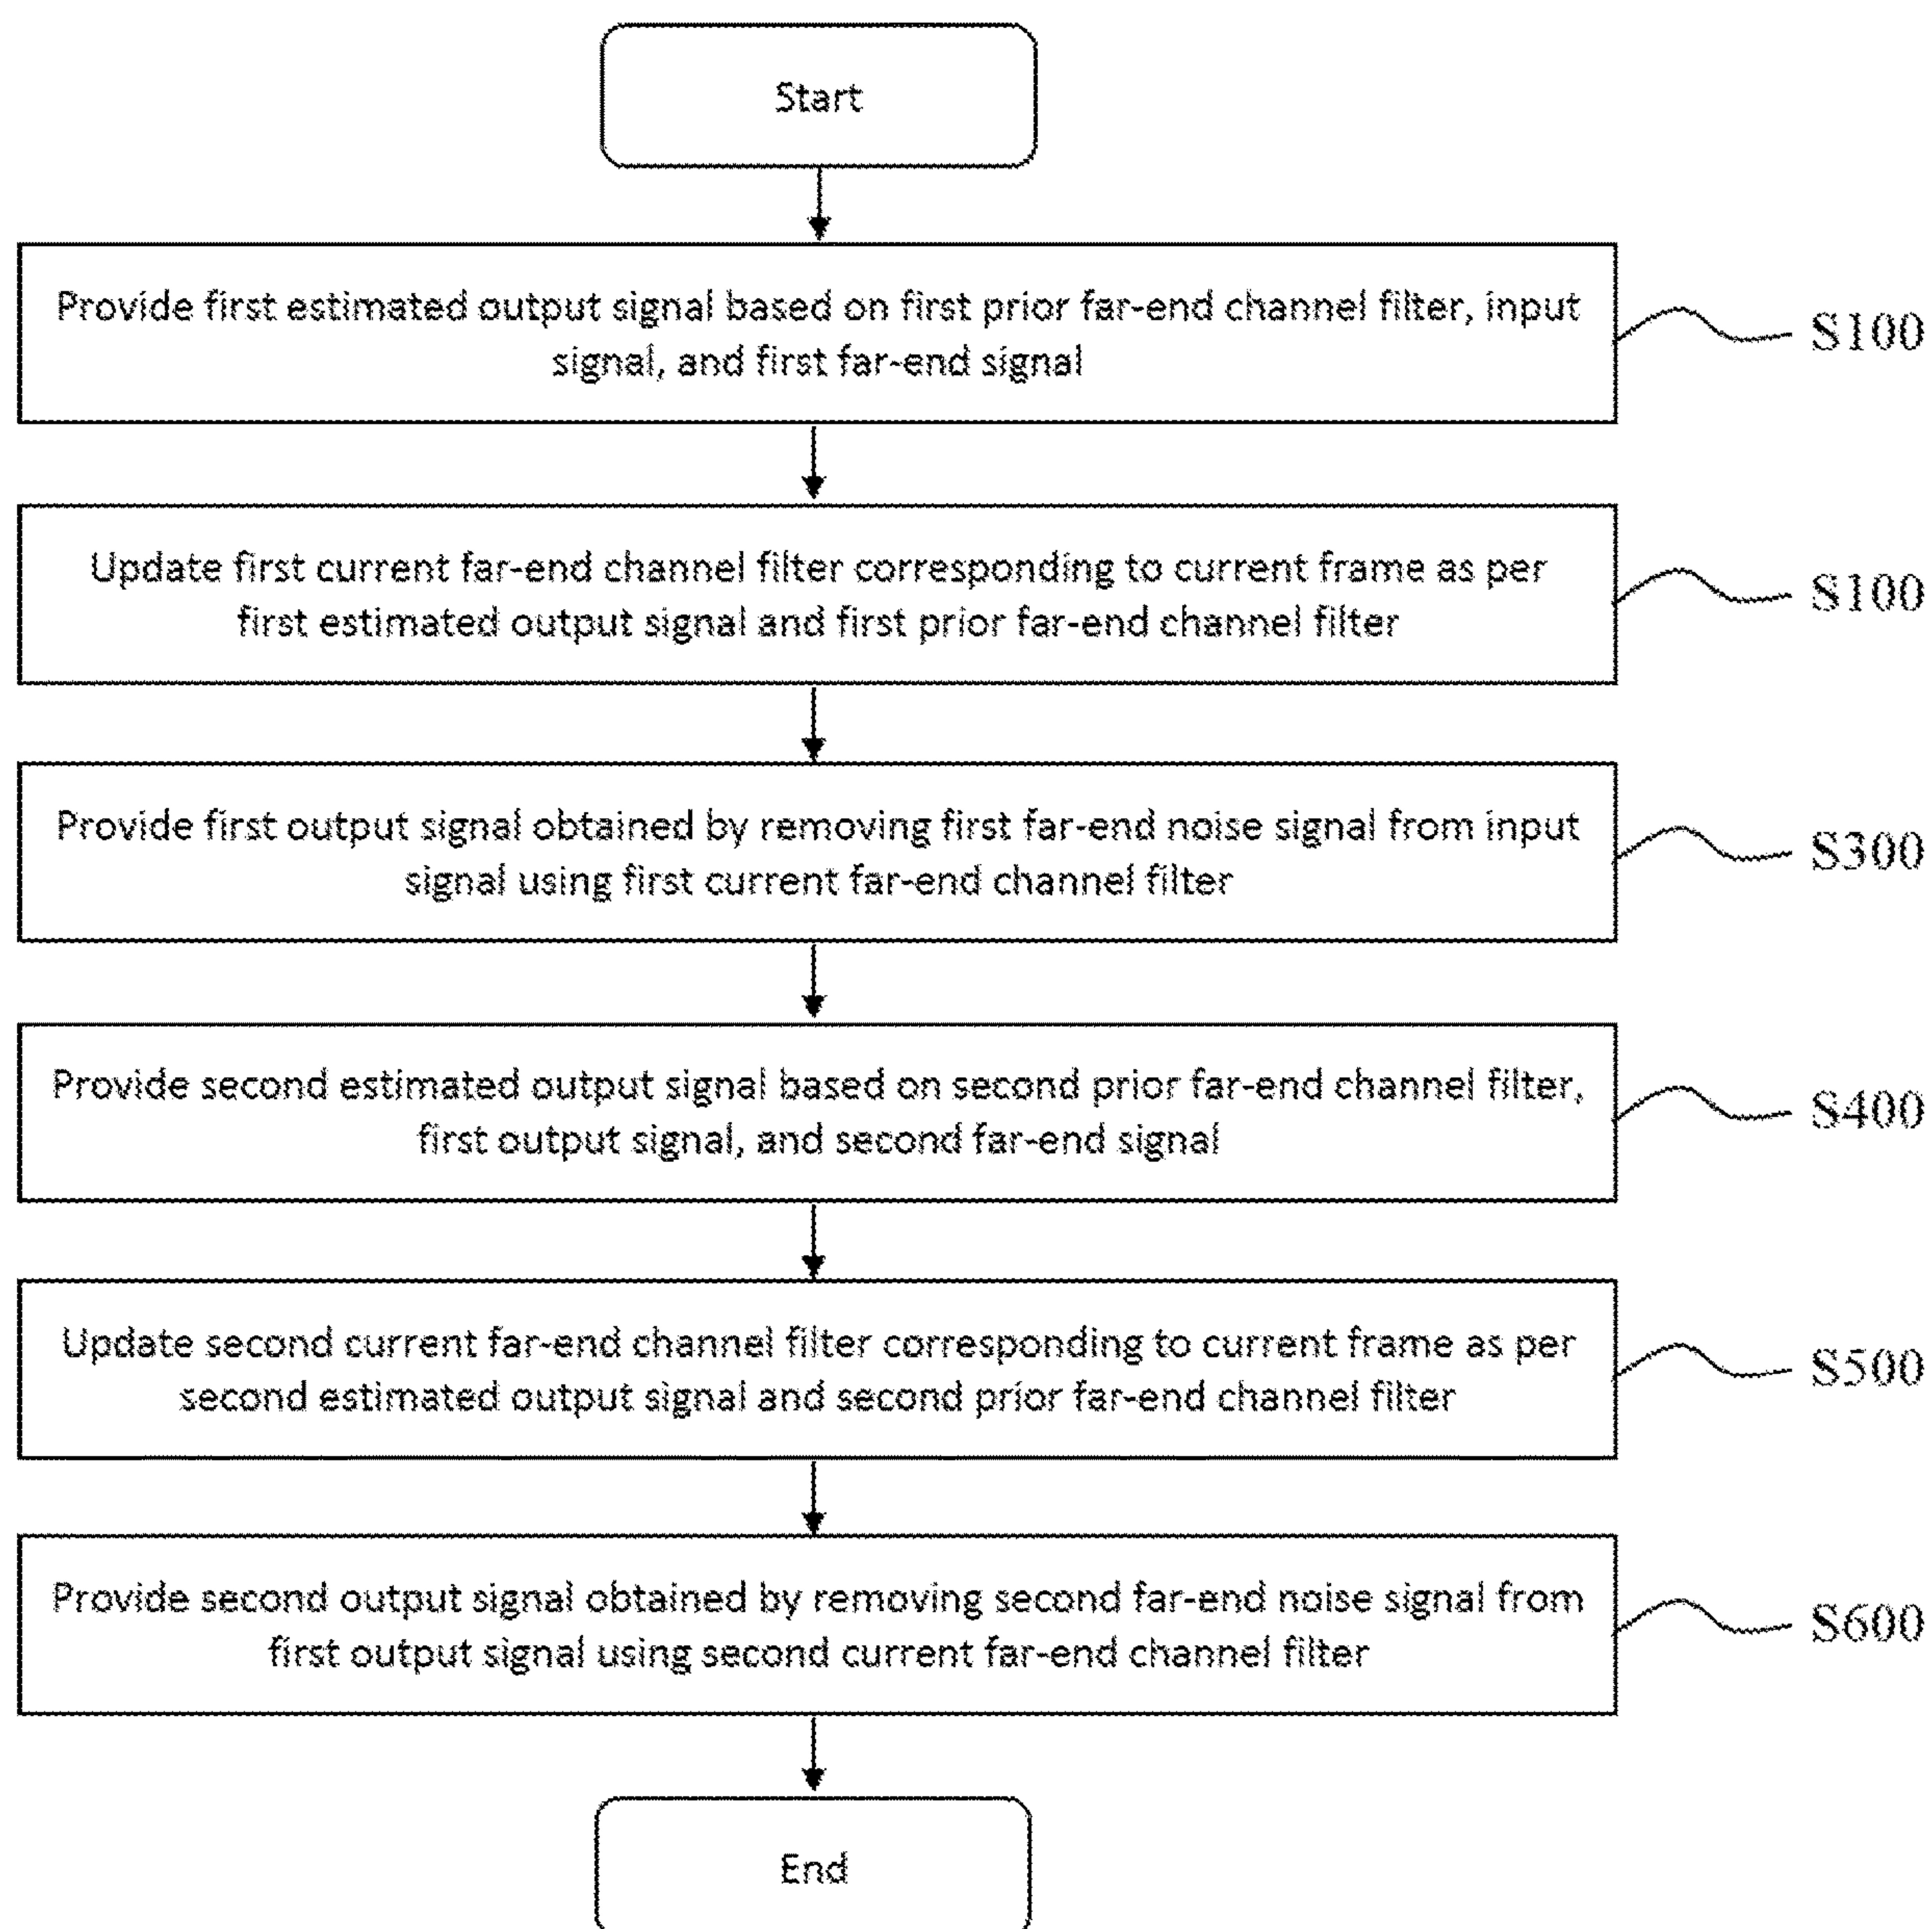 Start
Provide first estimated output signal based on first prior far-end channel filter, input
signal, and first far-end signal
S100
Update first current far-end channel filter corresponding to current frame as per
first estimated output signal and first prior far-end channel filter
S100
Provide first output signal obtained by removing first far-end noise signal from input
signal using first current far-end channel filter
S300
Provide second estimated output signal based on second prior far-end channel filter,
first output signal, and second far-end signal
S400
Update second current far-end channel filter corresponding to current frame as per
second estimated output signal and second prior far-end channel filter
S500
Provide second output signal obtained by removing second far-end noise signal from
first output signal using second current far-end channel filter
S600
End